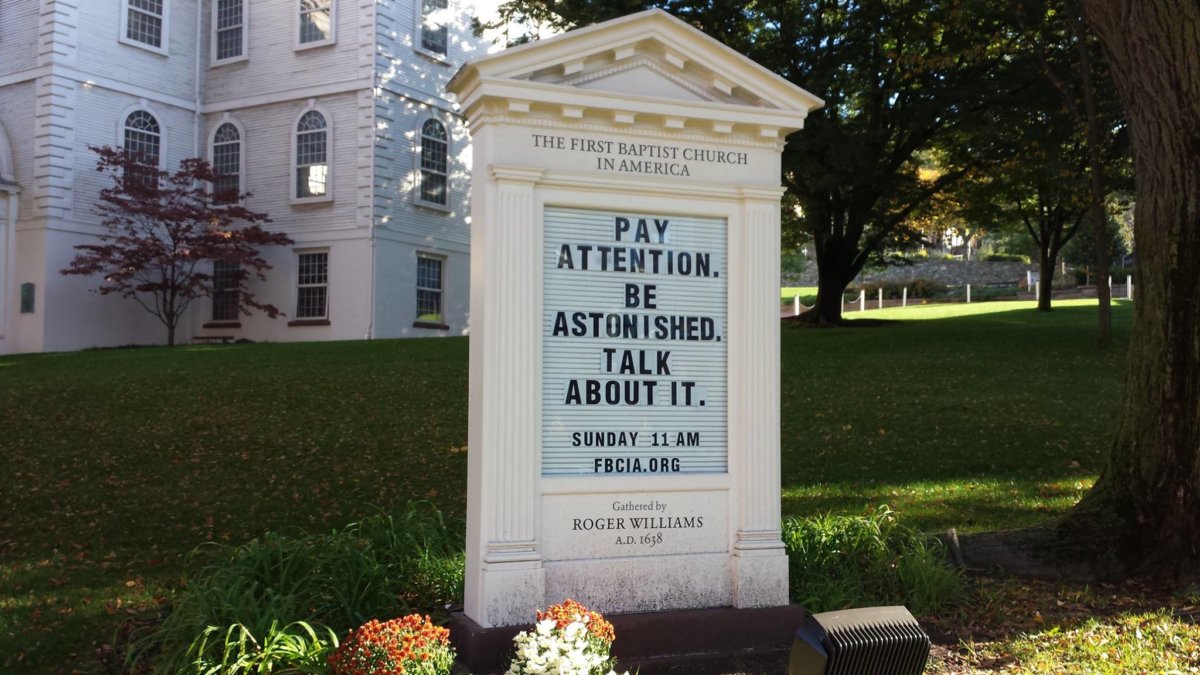 THE FIRST BAPTIST CHURCH
IN AMERICA
PAY
ATTENTION.
BE
ASTONISHED.
TALK
ABOUT IT.
SUNDAY 11 AM
FBCIA.ORG
Gathered by
ROGER WILLIAMS
A.D. 1638